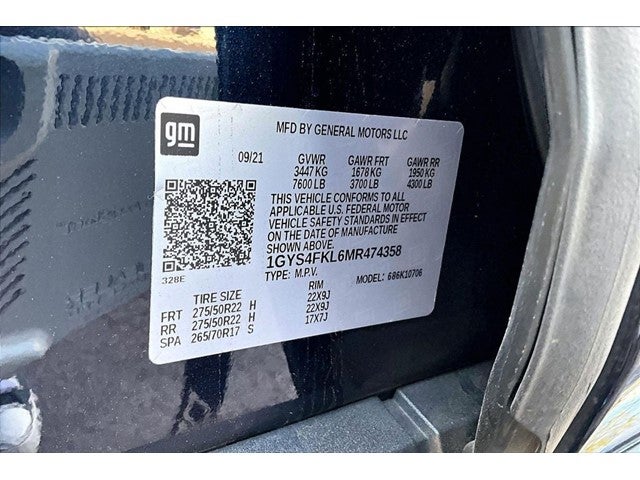 gm
MFD BY GENERAL MOTORS LLC
09/21 GVWR GAWR FRT GAWR RR
3447 KG 1678 KG 1950 KG
7600 LB 3700 LB 4300 LB
THIS VEHICLE CONFORMS TO ALL
APPLICABLE U.S. FEDERAL MOTOR
VEHICLE SAFETY STANDARDS IN
EFFECT ON THE DATE OF MANUFACTURE
SHOWN ABOVE.
1GYS4FKL6MR474358
328E TYPE: M.P.V. MODEL: 686K10706
TIRE SIZE RIM
FRT 275/50R22 H 22X9J
RR 275/50R22 H 22X9J
SPA 265/70R17 S 17X7J